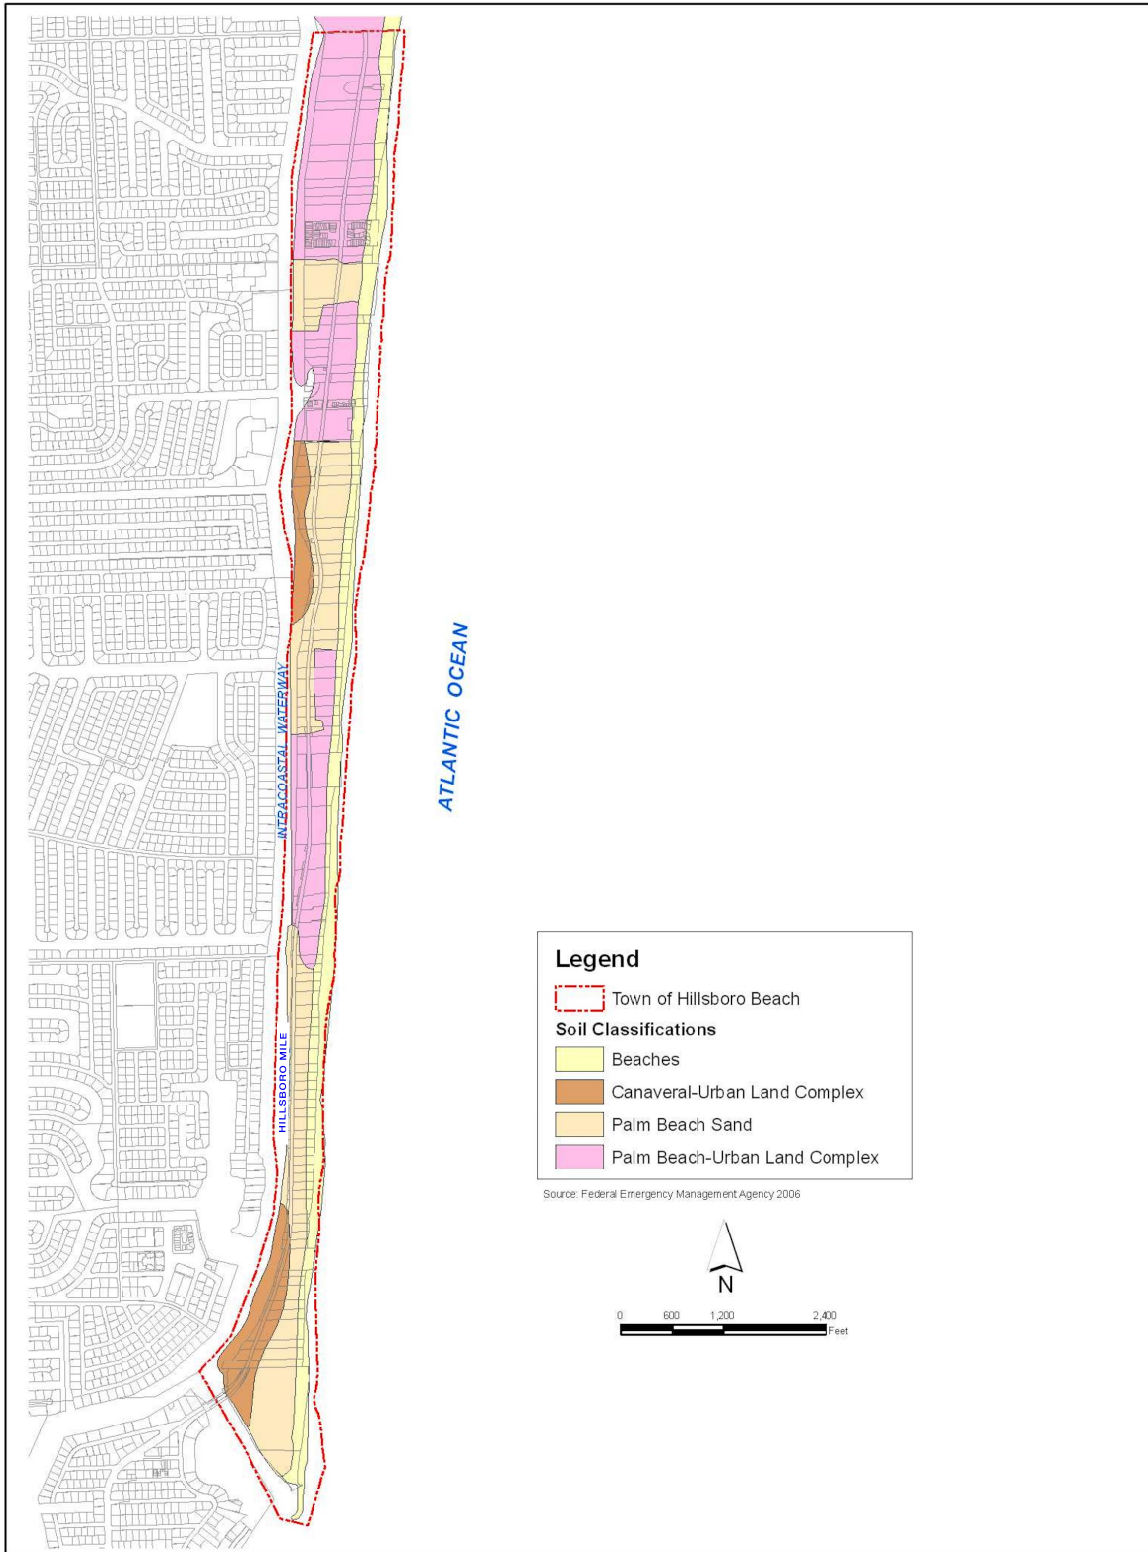 INTRACOASTAL WATERWAY
ATLANTIC OCEAN
HILLSBORO MILE
Legend
Town of Hillsboro Beach
Soil Classifications
Beaches
Canaveral-Urban Land Complex
Palm Beach Sand
Palm Beach-Urban Land Complex
Source: Federal Emergency Management Agency 2006
N
0 600 1,200 2,400
Feet